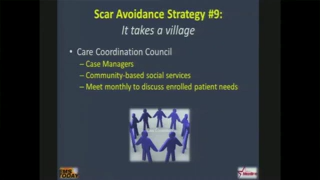 Scar Avoidance Strategy #9:
It takes a village
• Care Coordination Council
– Case Managers
– Community-based social services
– Meet monthly to discuss enrolled patient needs
TODAY